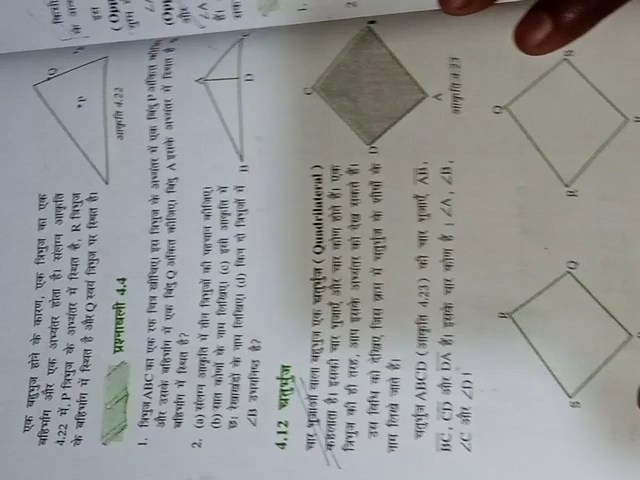 एक बहुभुज होने के कारण, एक त्रिभुज का एक
बहिर्भाग और एक अभ्यंतर होता है। संलग्न आकृति
4.22 में, P त्रिभुज के अभ्यंतर में स्थित है, R त्रिभुज
के बहिर्भाग में स्थित है और Q स्वयं त्रिभुज पर स्थित है।
Q
•P
आकृति 4.22
प्रश्नावली 4.4
1. त्रिभुज ABC का एक रफ चित्र खींचिए। इस त्रिभुज के अभ्यंतर में एक बिंदु P अंकित कीजिए
और उसके बहिर्भाग में एक बिंदु Q अंकित कीजिए। बिंदु A इसके अभ्यंतर में स्थित है
बहिर्भाग में स्थित है?
2. (a) संलग्न आकृति में तीन त्रिभुजों की पहचान कीजिए।
(b) सात कोणों के नाम लिखिए। (c) इसी आकृति में
छः रेखाखंडों के नाम लिखिए। (d) किन दो त्रिभुजों में
∠B उभयनिष्ठ है?
A
B
D
C
4.12 चतुर्भुज
चार भुजाओं वाला बहुभुज एक चतुर्भुज (Quadrilateral)
कहलाता है। इसकी चार भुजाएँ और चार कोण होते हैं। एक
त्रिभुज की ही तरह, आप इसके अभ्यंतर को देख सकते हैं।
उस विधि को देखिए, जिस क्रम में चतुर्भुज के शीर्षों के
नाम लिखे जाते हैं।
चतुर्भुज ABCD (आकृति 4.23) की चार भुजाएँ AB,
BC, CD और DA हैं। इसके चार कोण हैं : ∠A, ∠B,
∠C और ∠D।
C
D
A
आकृति 4.23
Q
R
Q
S